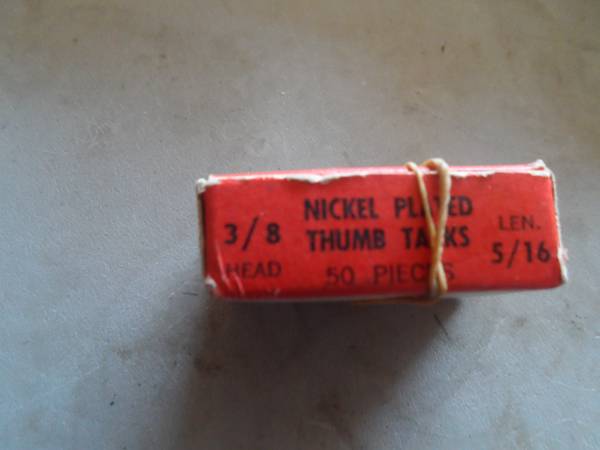 NICKEL PLATED
THUMB TACKS
50 PIECES
3/8
HEAD
LEN.
5/16